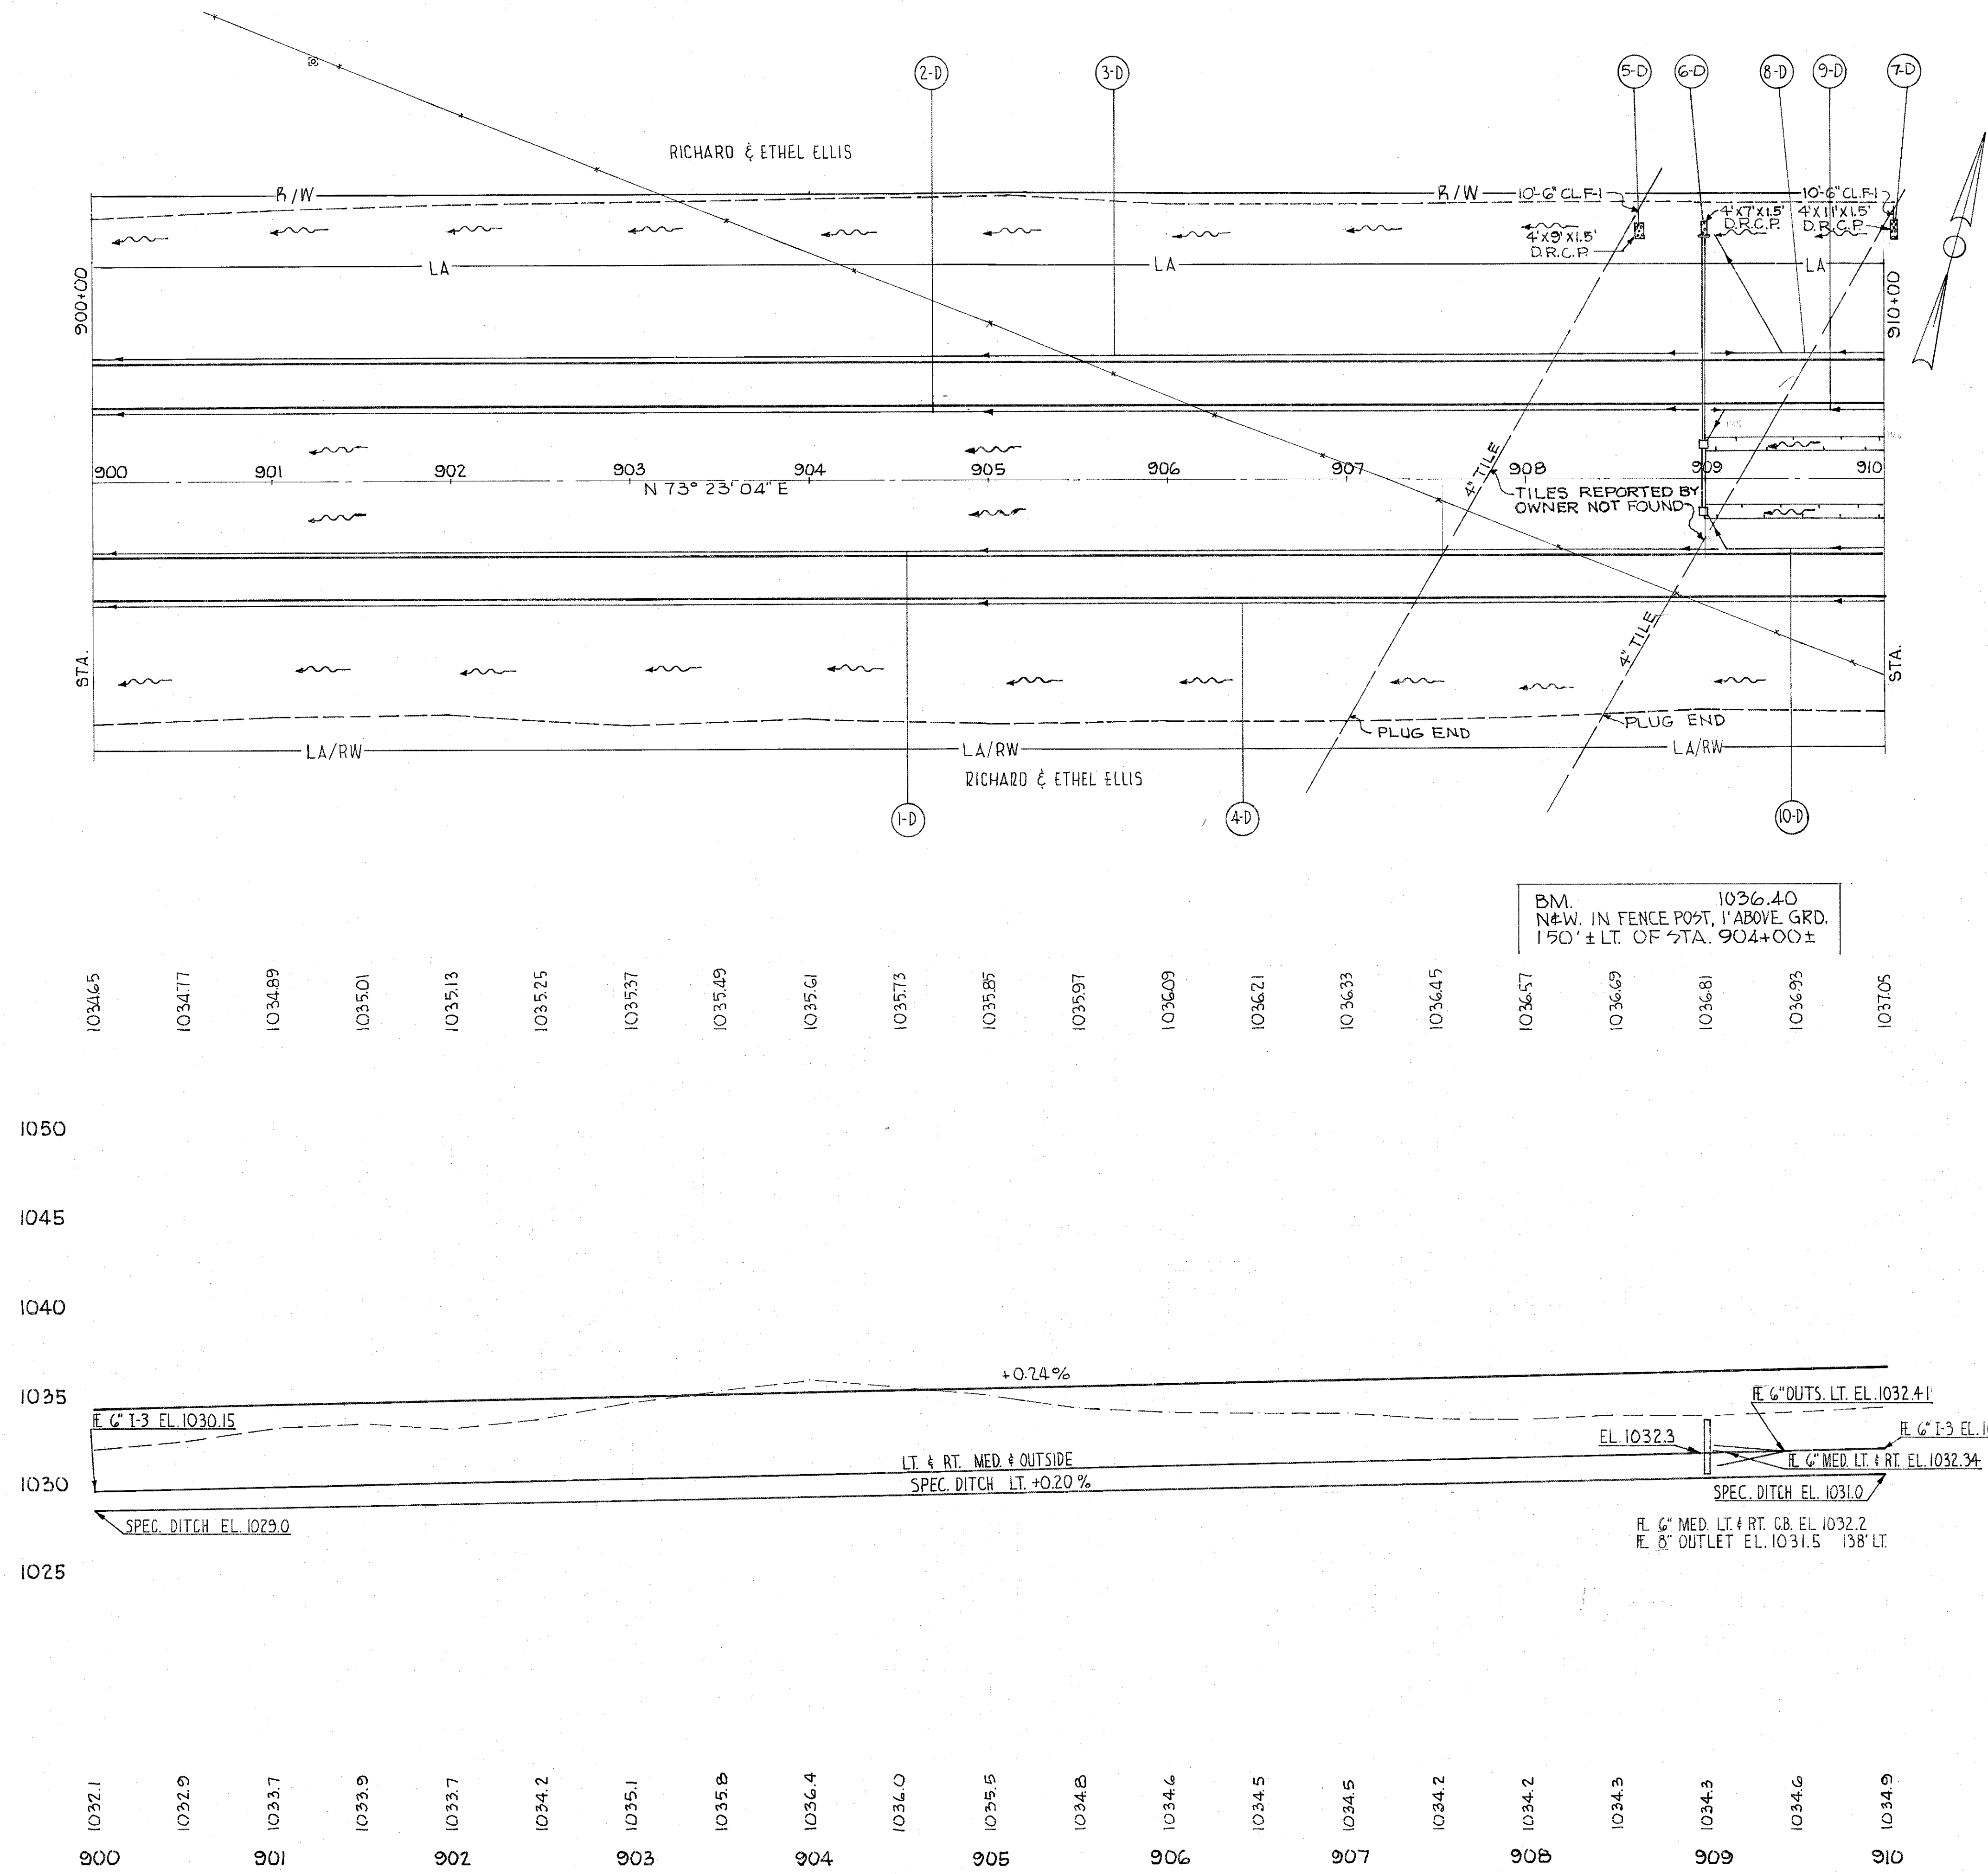 2-D
3-D
5-D
6-D
8-D
9-D
7-D
RICHARD & ETHEL ELLIS
R/W
R/W
10'-6" CL.F-1
10'-6" CL.F-1
4'X7'X1.5'
D.R.C.P.
4'X11'X1.5'
D.R.C.P.
4'X9'X1.5'
D.R.C.P.
LA
LA
LA
900+00
910+00
900
901
902
903
904
905
906
907
908
909
910
N 73° 23' 04" E
4" TILE
TILES REPORTED BY
OWNER NOT FOUND
4" TILE
STA.
STA.
PLUG END
PLUG END
LA/RW
LA/RW
LA/RW
RICHARD & ETHEL ELLIS
1-D
4-D
10-D
BM. 1036.40
N&W. IN FENCE POST, 1' ABOVE GRD.
150' ± LT. OF STA. 904+00±
1034.65
1034.77
1034.89
1035.01
1035.13
1035.25
1035.37
1035.49
1035.61
1035.73
1035.85
1035.97
1036.09
1036.21
1036.33
1036.45
1036.57
1036.69
1036.81
1036.93
1037.05
1050
1045
1040
1035
1030
1025
+0.24%
FL 6" I-3 EL. 1030.15
FL 6" OUTS. LT. EL. 1032.41
EL. 1032.3
FL 6" I-3 EL.
FL 6" MED. LT. & RT. EL. 1032.34
LT. & RT. MED. & OUTSIDE
SPEC. DITCH LT. +0.20%
SPEC. DITCH EL. 1031.0
SPEC. DITCH EL. 1029.0
FL 6" MED. LT. & RT. C.B. EL 1032.2
FL 8" OUTLET EL. 1031.5 138' LT.
1032.1
1032.9
1033.7
1033.9
1033.7
1034.2
1035.1
1035.8
1036.4
1036.0
1035.5
1034.8
1034.6
1034.5
1034.5
1034.2
1034.2
1034.3
1034.3
1034.6
1034.9
900
901
902
903
904
905
906
907
908
909
910